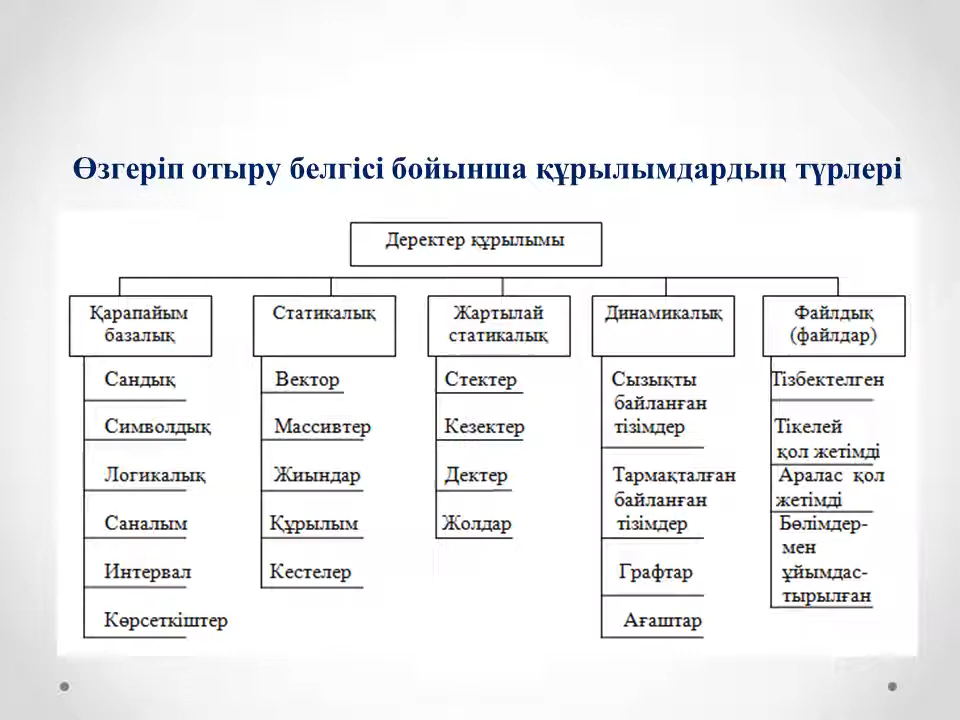 Өзгеріп отыру белгісі бойынша құрылымдардың түрлері
Деректер құрылымы
Қарапайым
базалық
Сандық
Символдық
Логикалық
Саналым
Интервал
Көрсеткіштер
Статикалық
Вектор
Массивтер
Жиындар
Құрылым
Кестелер
Жартылай
статикалық
Стектер
Кезектер
Дектер
Жолдар
Динамикалық
Сызықты
байланған
тізімдер
Тармақталған
байланған
тізімдер
Графтар
Ағаштар
Файлдық
(файлдар)
Тізбектелген
Тікелей
қол жетімді
Аралас қол
жетімді
Бөлімдер-
мен
ұйымдас-
тырылған